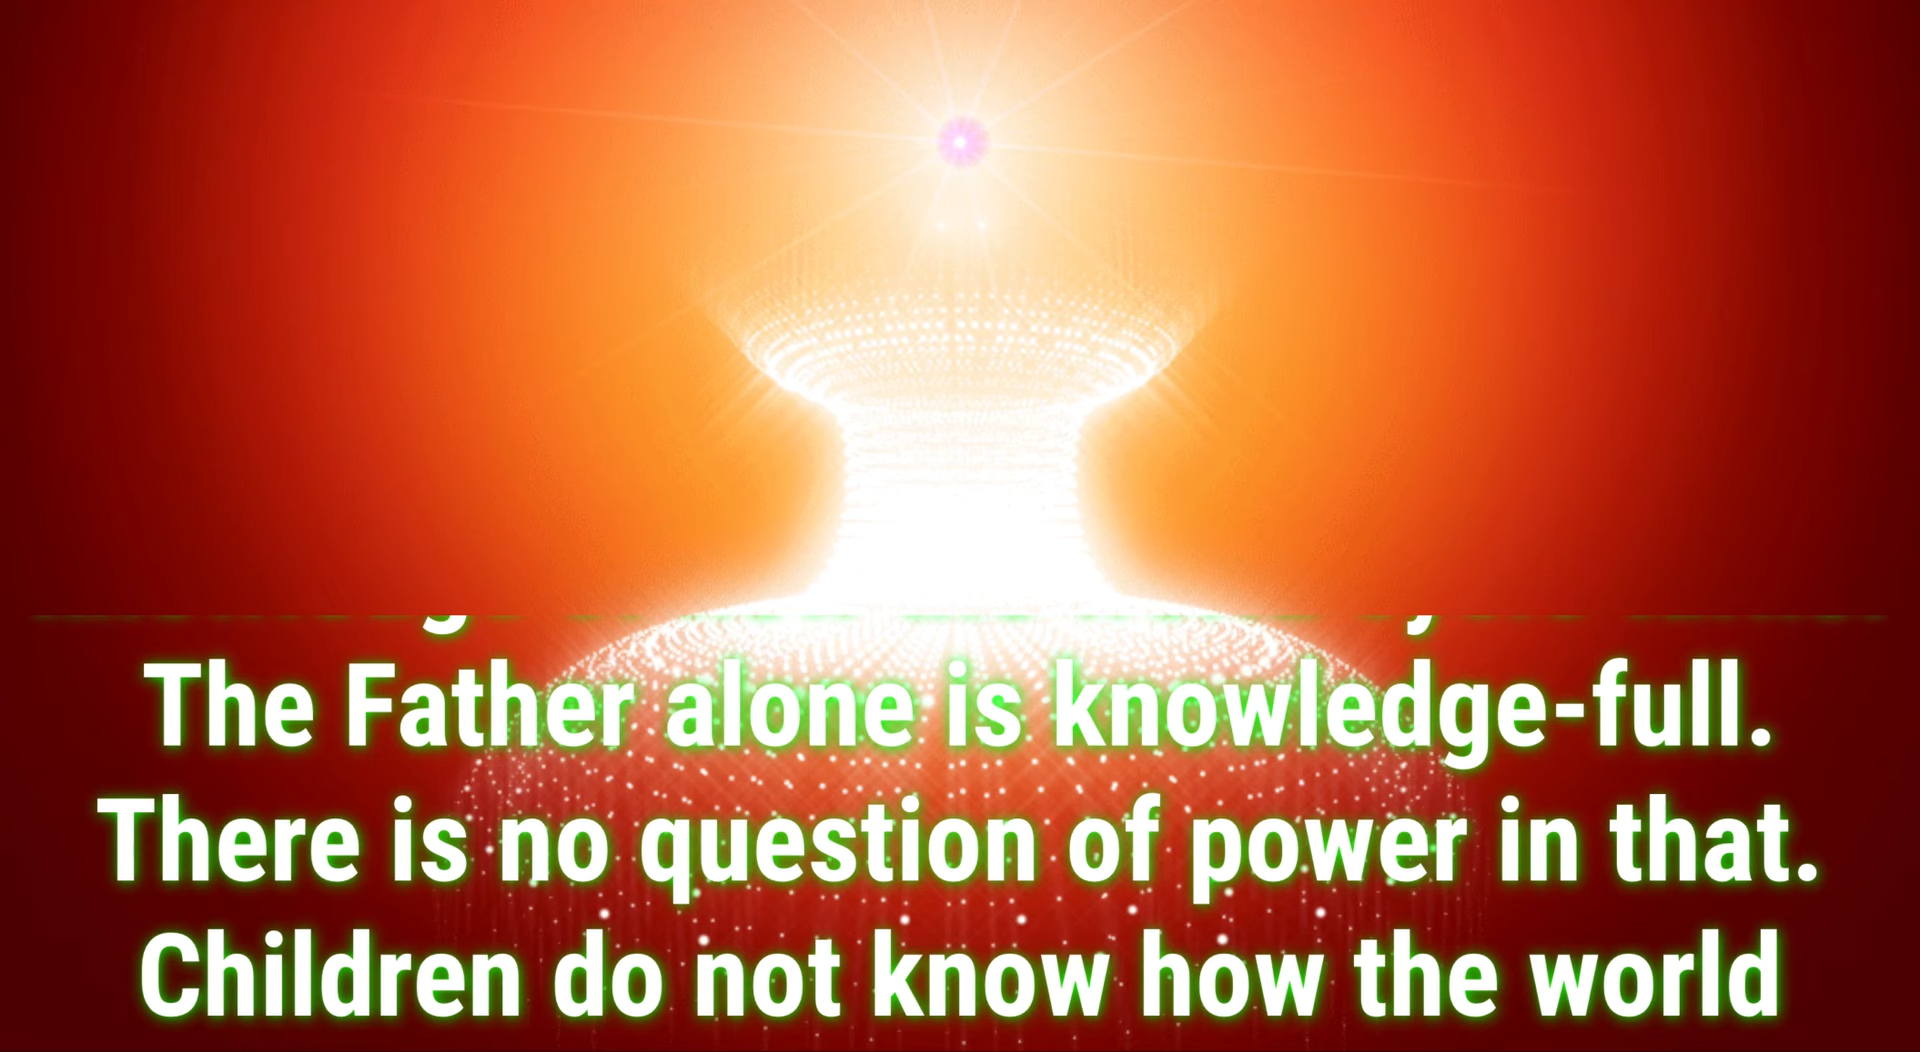 The Father alone is knowledge-full.
There is no question of power in that.
Children do not know how the world